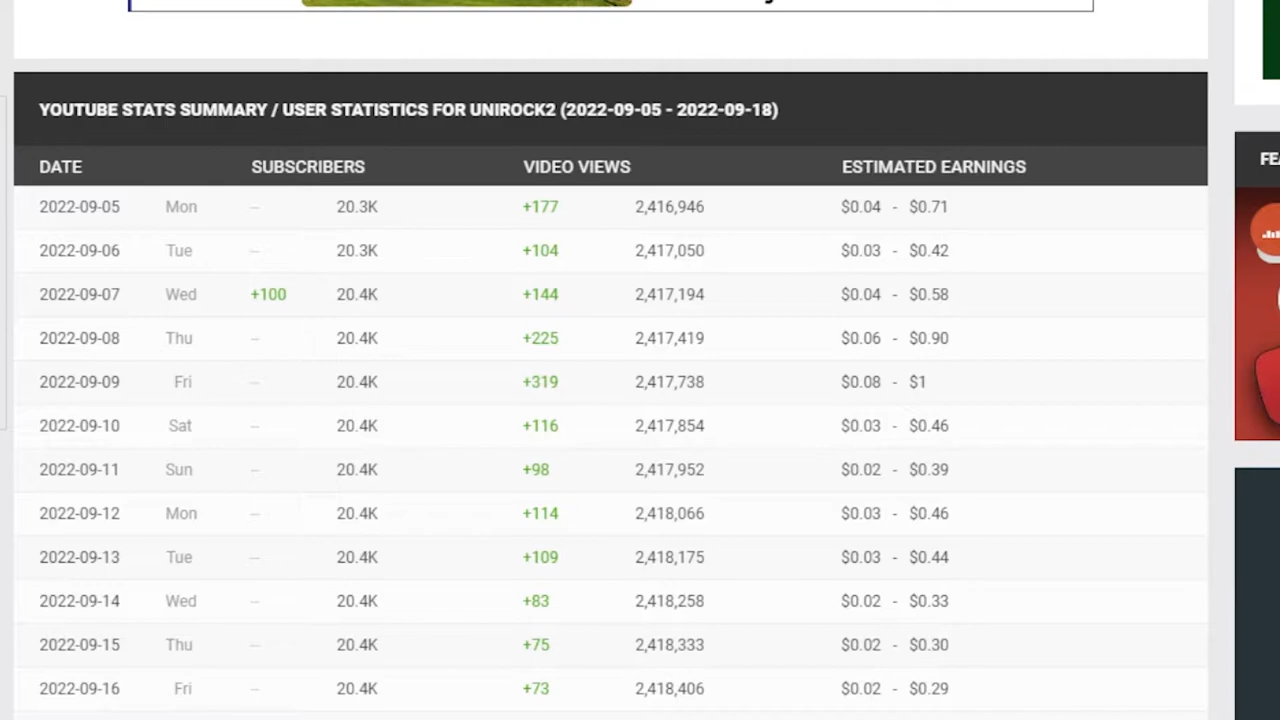 YOUTUBE STATS SUMMARY / USER STATISTICS FOR UNIROCK2 (2022-09-05 - 2022-09-18)
DATE SUBSCRIBERS VIDEO VIEWS ESTIMATED EARNINGS
2022-09-05 Mon -- 20.3K +177 2,416,946 $0.04 - $0.71
2022-09-06 Tue -- 20.3K +104 2,417,050 $0.03 - $0.42
2022-09-07 Wed +100 20.4K +144 2,417,194 $0.04 - $0.58
2022-09-08 Thu -- 20.4K +225 2,417,419 $0.06 - $0.90
2022-09-09 Fri -- 20.4K +319 2,417,738 $0.08 - $1
2022-09-10 Sat -- 20.4K +116 2,417,854 $0.03 - $0.46
2022-09-11 Sun -- 20.4K +98 2,417,952 $0.02 - $0.39
2022-09-12 Mon -- 20.4K +114 2,418,066 $0.03 - $0.46
2022-09-13 Tue -- 20.4K +109 2,418,175 $0.03 - $0.44
2022-09-14 Wed -- 20.4K +83 2,418,258 $0.02 - $0.33
2022-09-15 Thu -- 20.4K +75 2,418,333 $0.02 - $0.30
2022-09-16 Fri -- 20.4K +73 2,418,406 $0.02 - $0.29